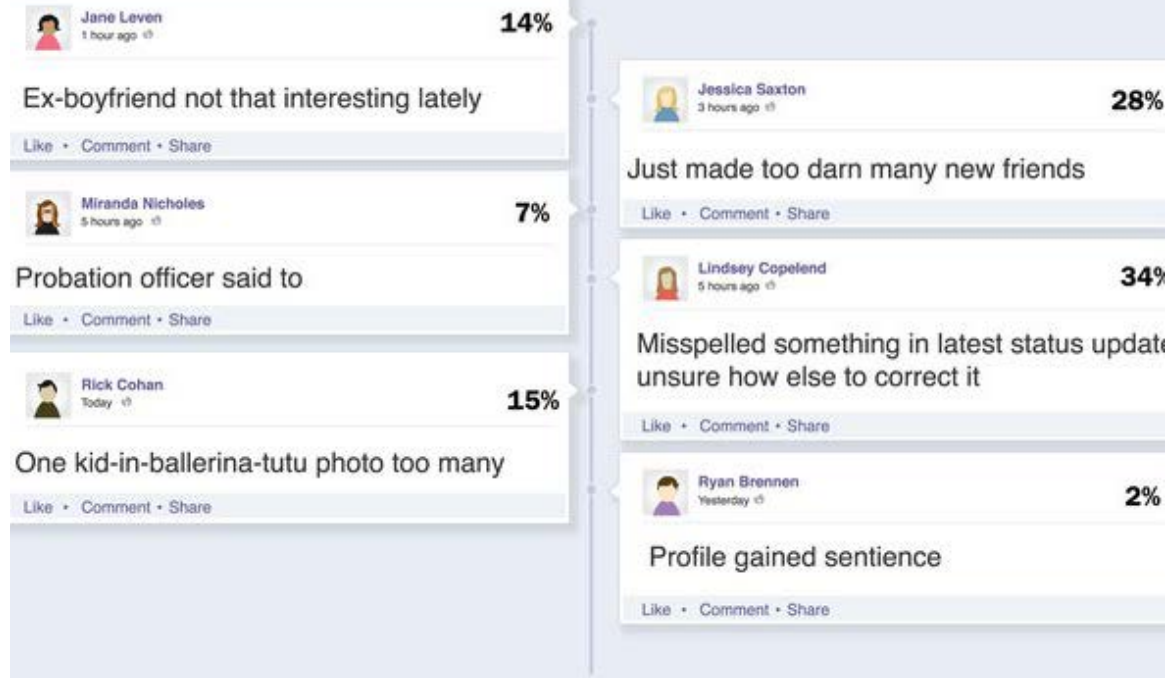 Jane Leven
1 hour ago
14%
Ex-boyfriend not that interesting lately
Like • Comment • Share
Jessica Saxton
3 hours ago
28%
Just made too darn many new friends
Like • Comment • Share
Miranda Nicholes
5 hours ago
7%
Probation officer said to
Like • Comment • Share
Lindsey Copelend
5 hours ago
34%
Misspelled something in latest status update
unsure how else to correct it
Like • Comment • Share
Rick Cohan
Today
15%
One kid-in-ballerina-tutu photo too many
Like • Comment • Share
Ryan Brennen
Yesterday
2%
Profile gained sentience
Like • Comment • Share